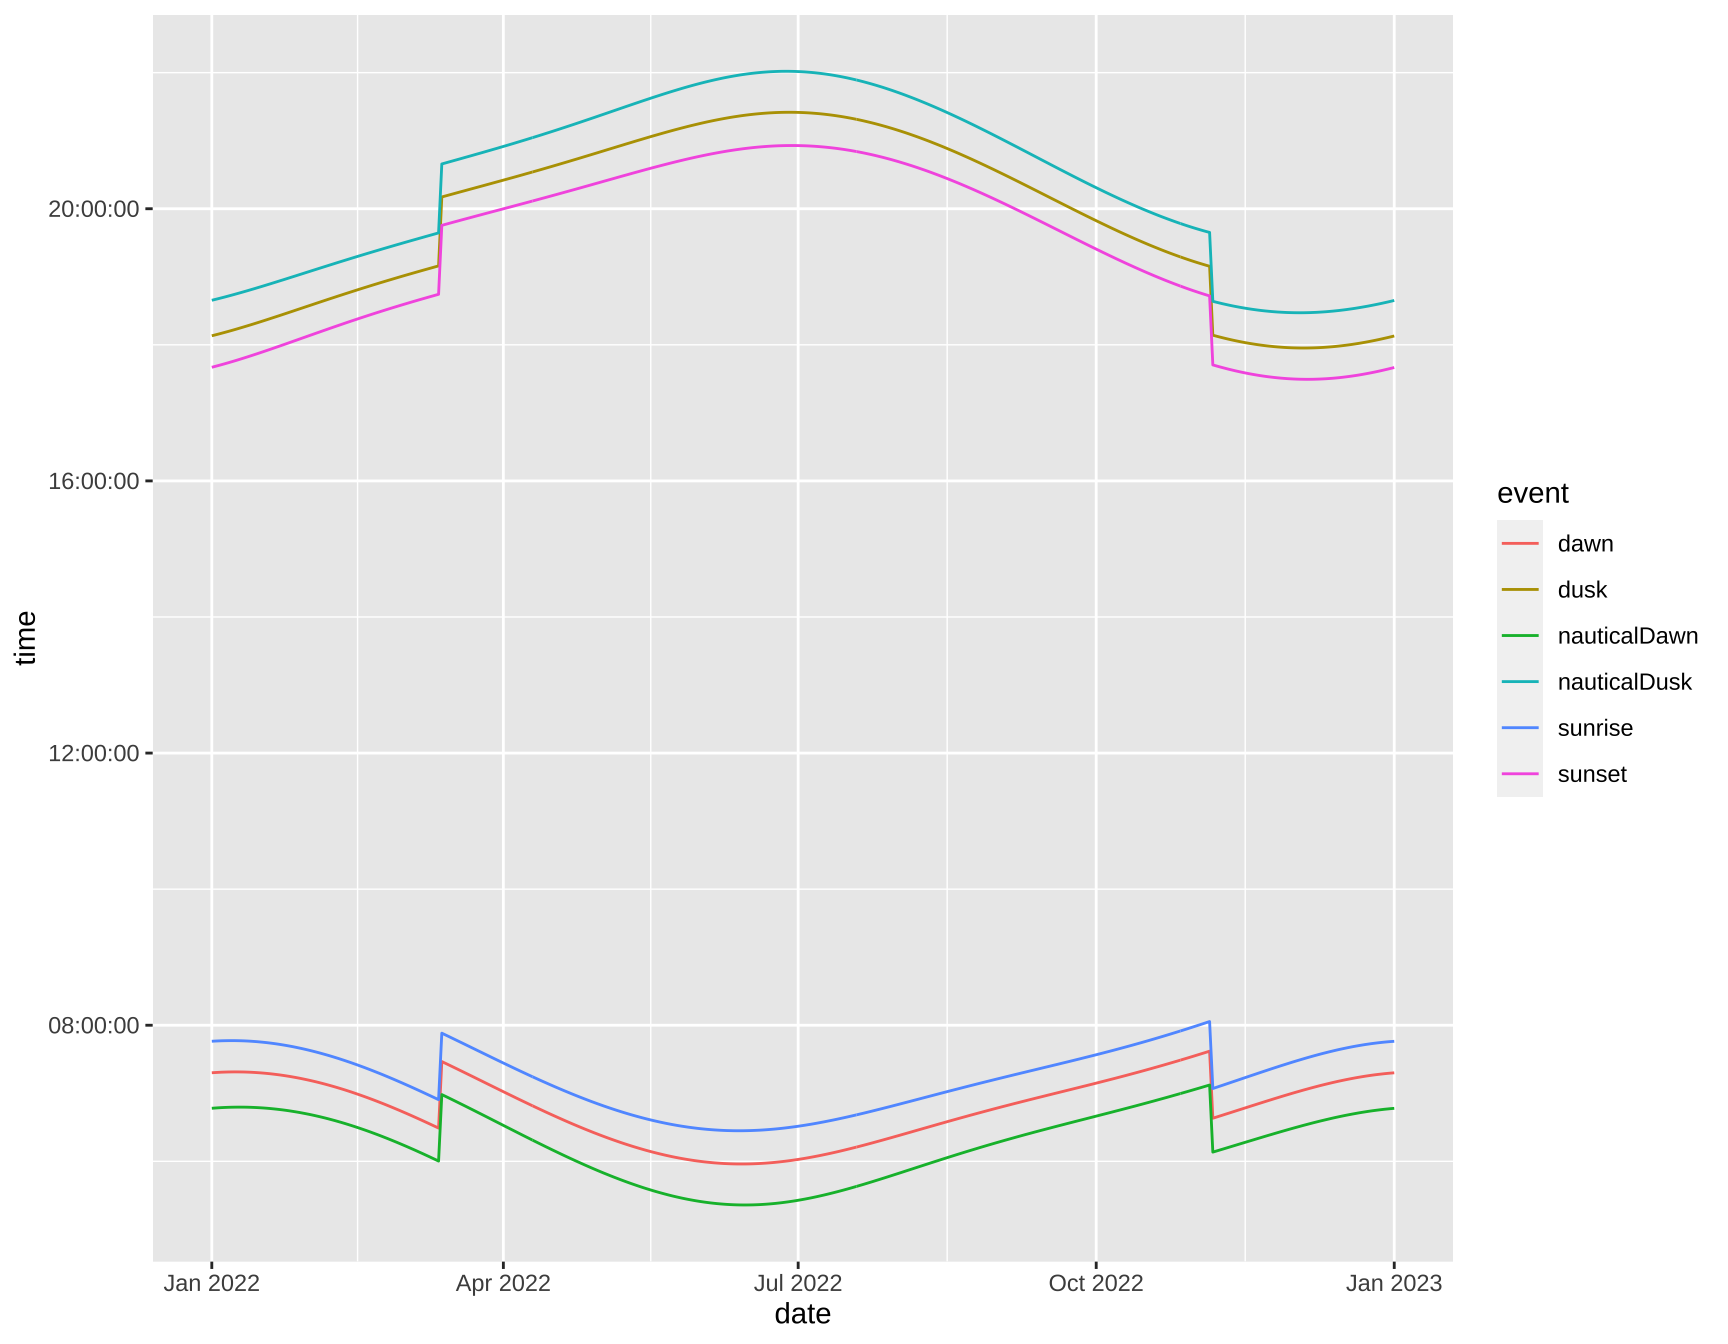 20:00:00
16:00:00
12:00:00
08:00:00
time
Jan 2022
Apr 2022
Jul 2022
Oct 2022
Jan 2023
date
event
dawn
dusk
nauticalDawn
nauticalDusk
sunrise
sunset